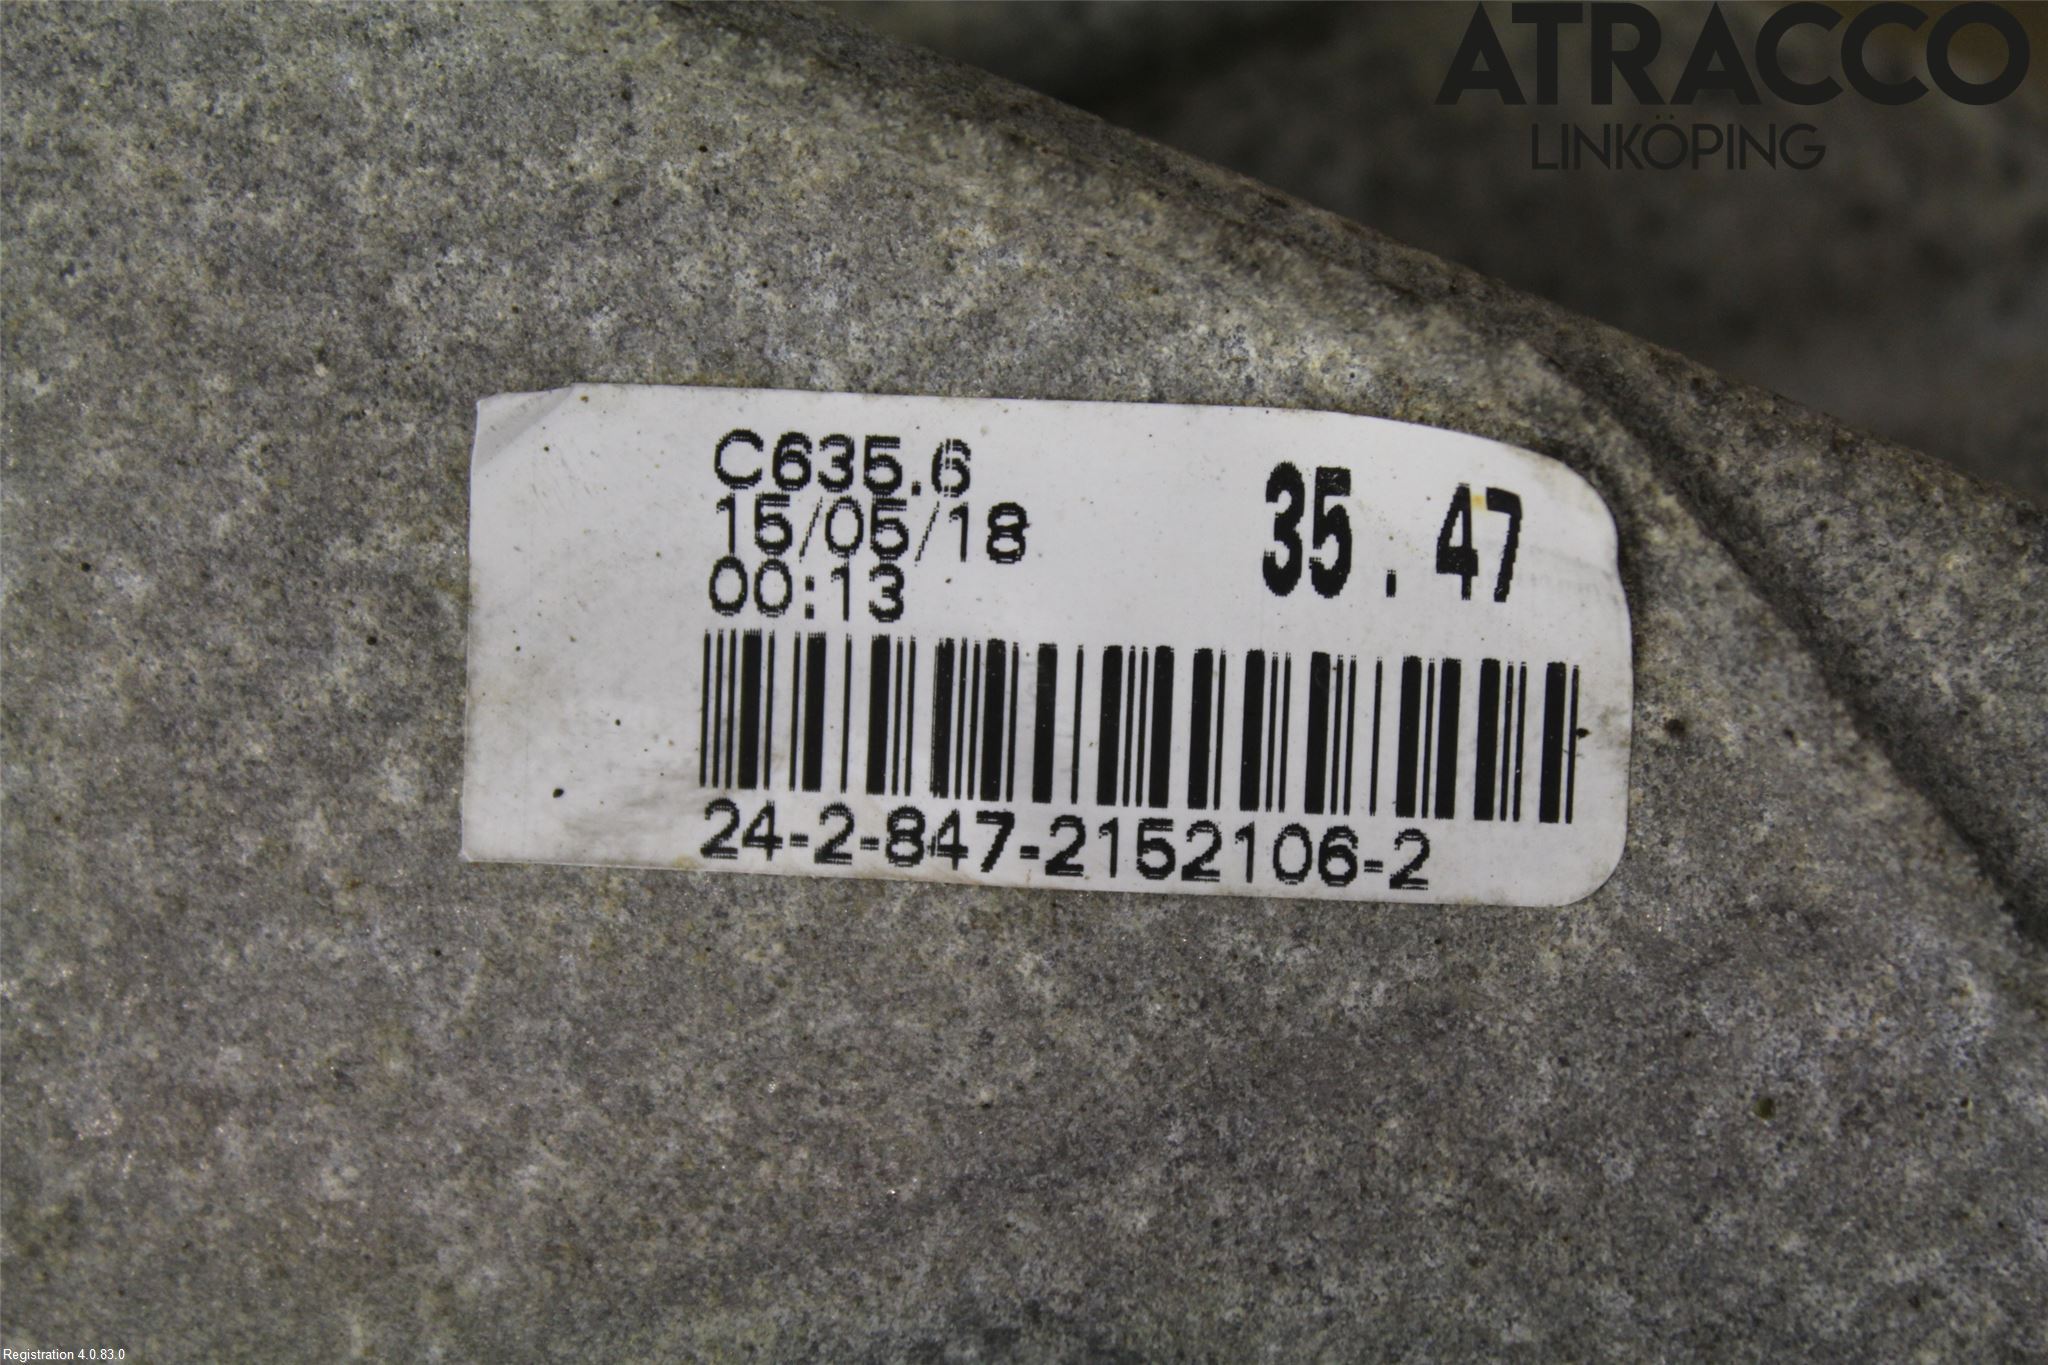 ATRACCO
LINKÖPING
C635.6
15/05/18
00:13
35.47
24-2-847-2152106-2
Registration 4.0.83.0